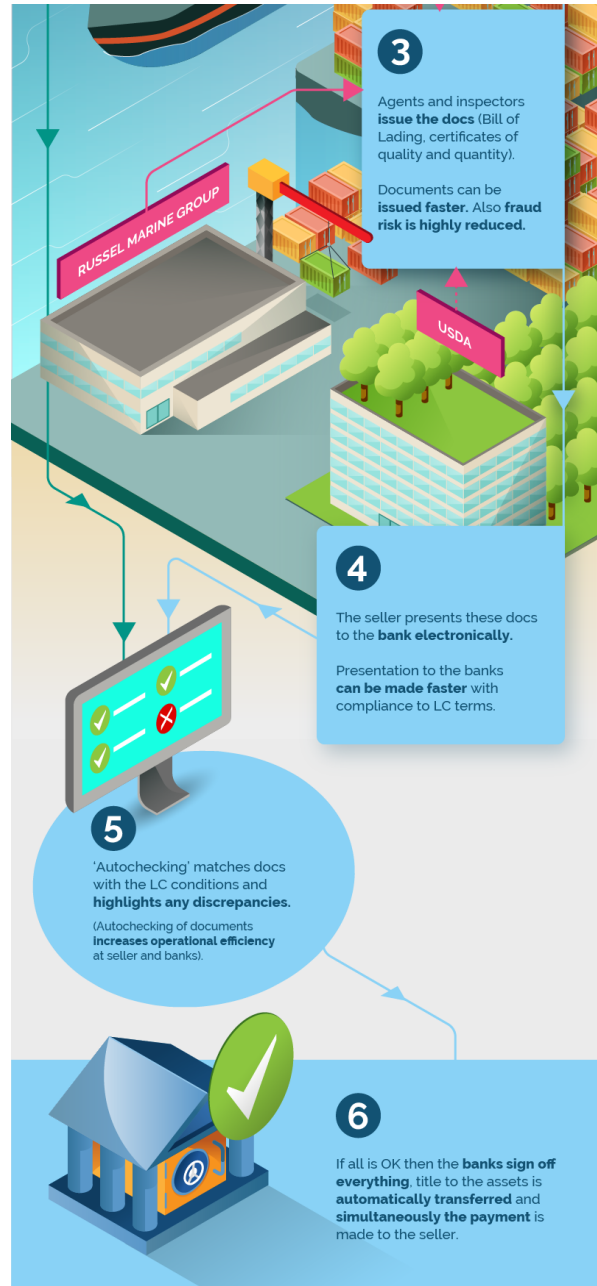 3
Agents and inspectors
issue the docs (Bill of
Lading, certificates of
quality and quantity).
Documents can be
issued faster. Also fraud
risk is highly reduced.
RUSSEL MARINE GROUP
USDA
4
The seller presents these docs
to the bank electronically.
Presentation to the banks
can be made faster with
compliance to LC terms.
5
‘Autochecking’ matches docs
with the LC conditions and
highlights any discrepancies.
(Autochecking of documents
increases operational efficiency
at seller and banks).
6
If all is OK then the banks sign off
everything, title to the assets is
automatically transferred and
simultaneously the payment is
made to the seller.